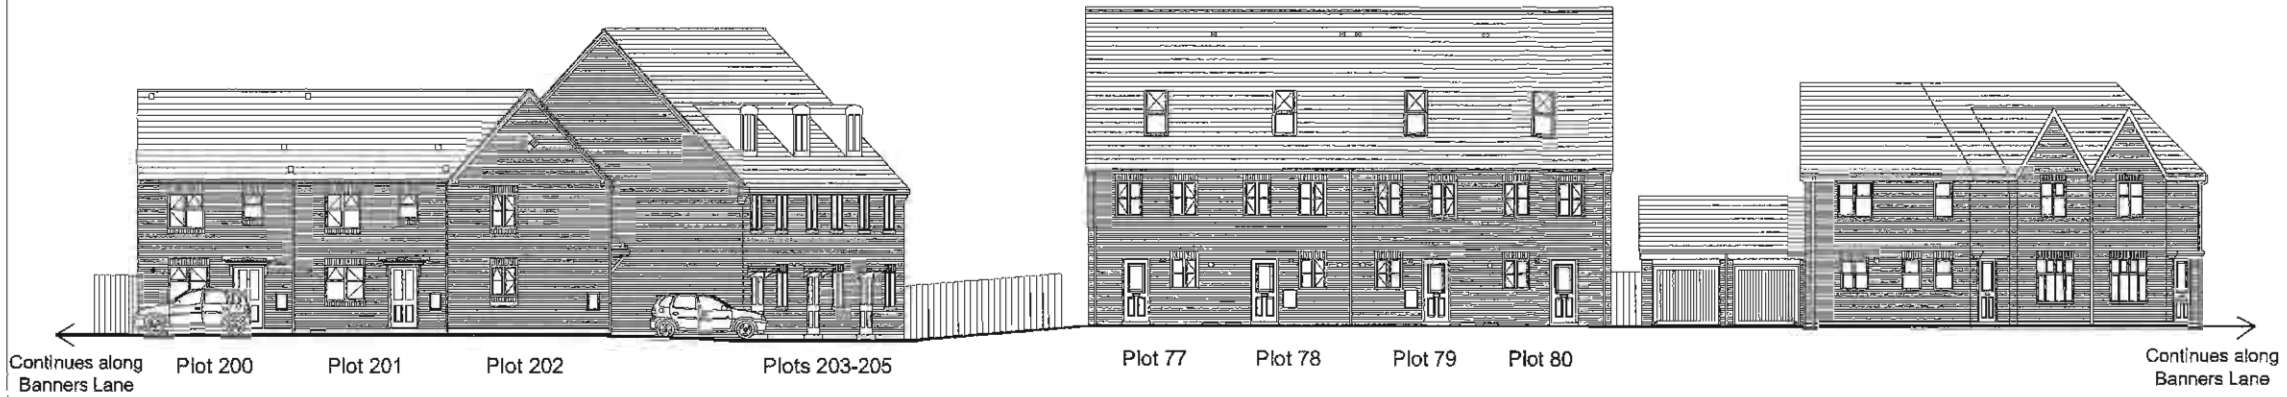 Continues along
Banners Lane
Plot 200
Plot 201
Plot 202
Plots 203-205
Plot 77
Plot 78
Plot 79
Plot 80
Continues along
Banners Lane